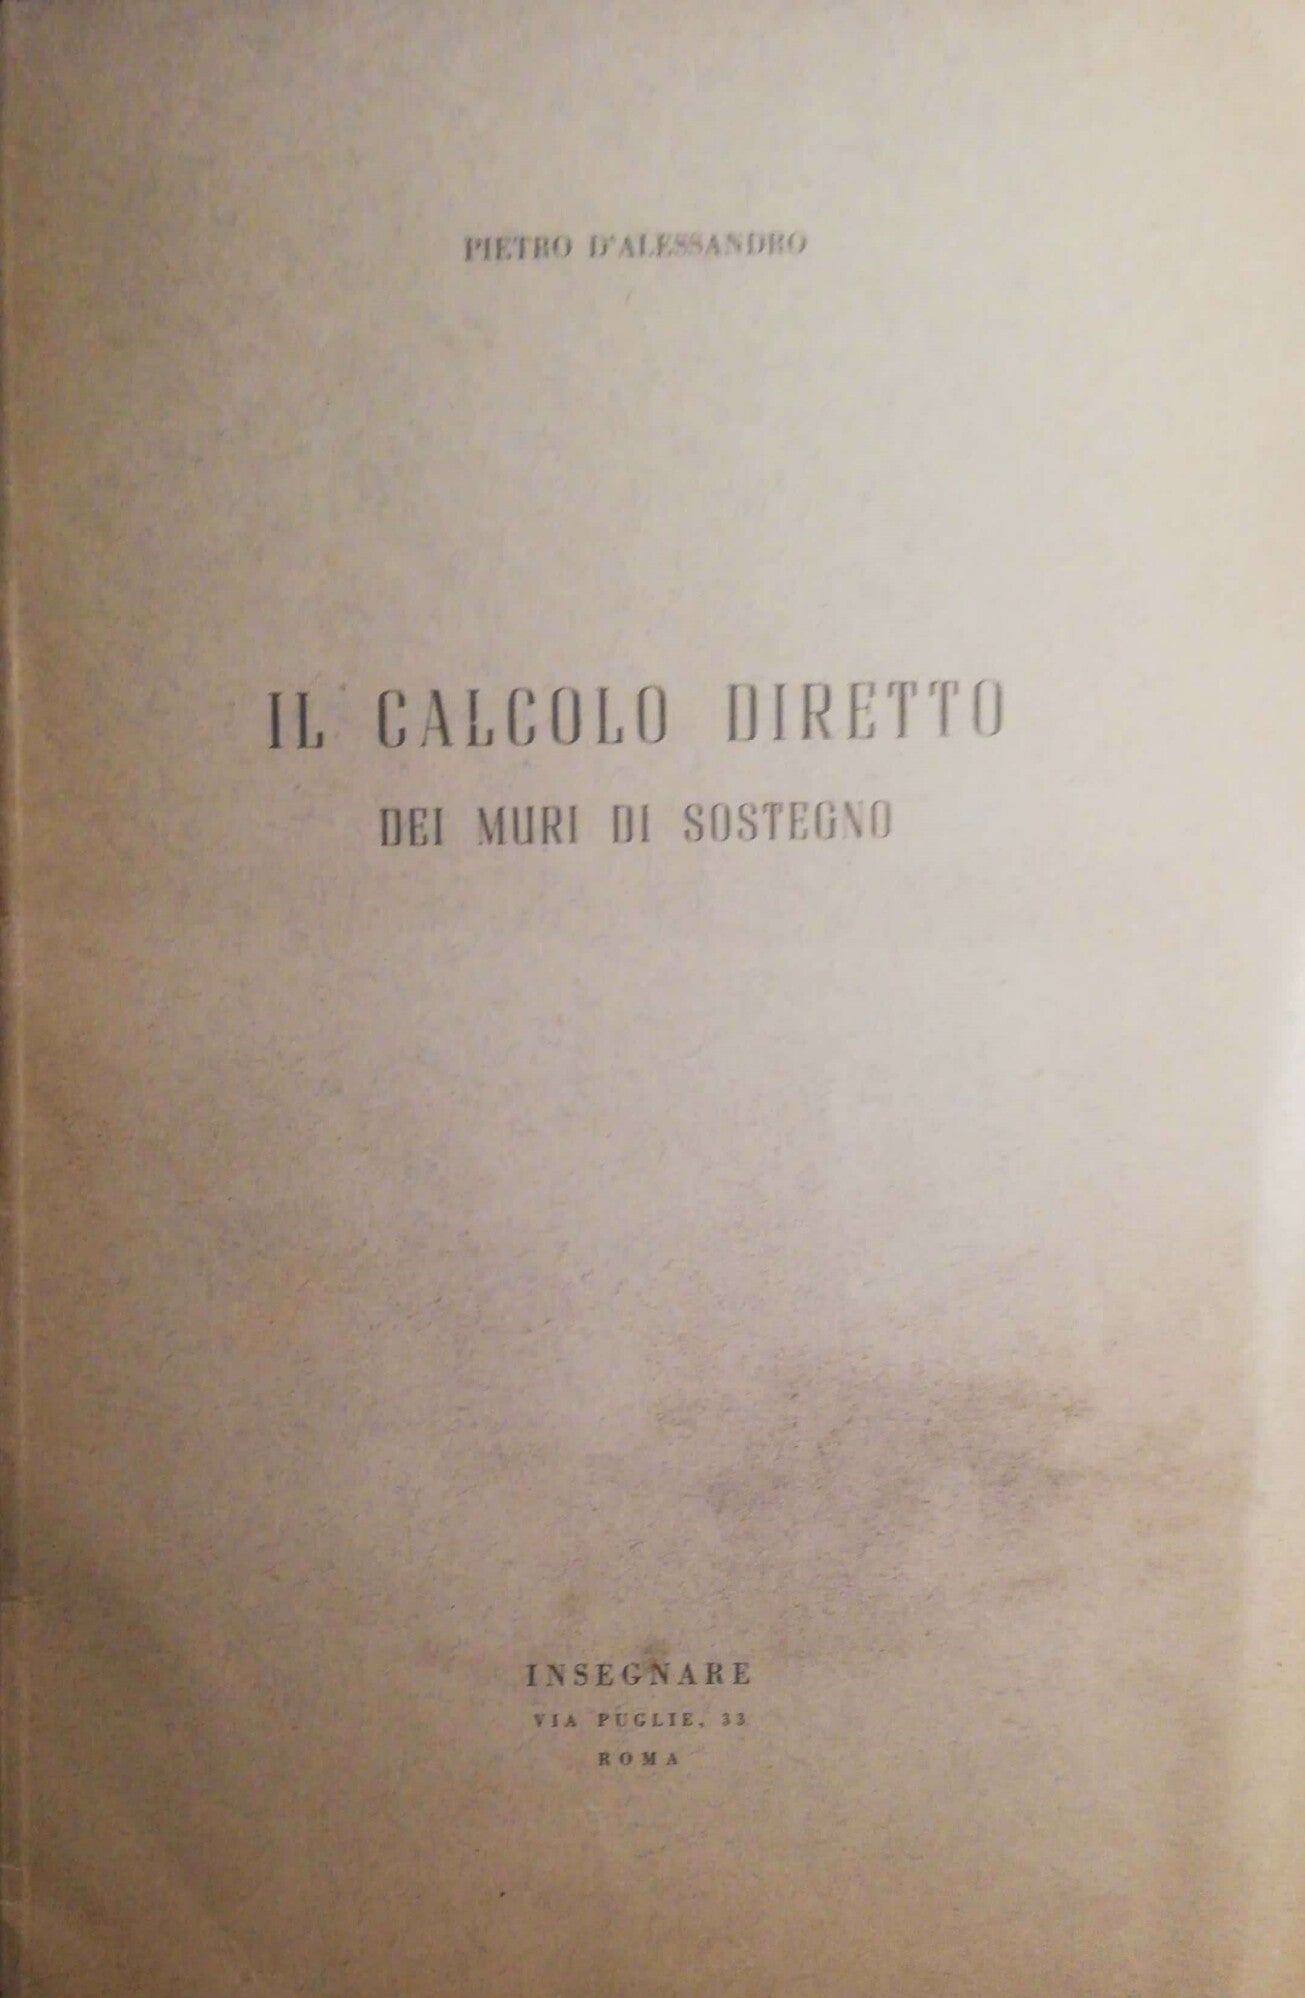 PIETRO D'ALESSANDRO
IL CALCOLO DIRETTO
DEI MURI DI SOSTEGNO
INSEGNARE
VIA PUGLIE, 33
ROMA